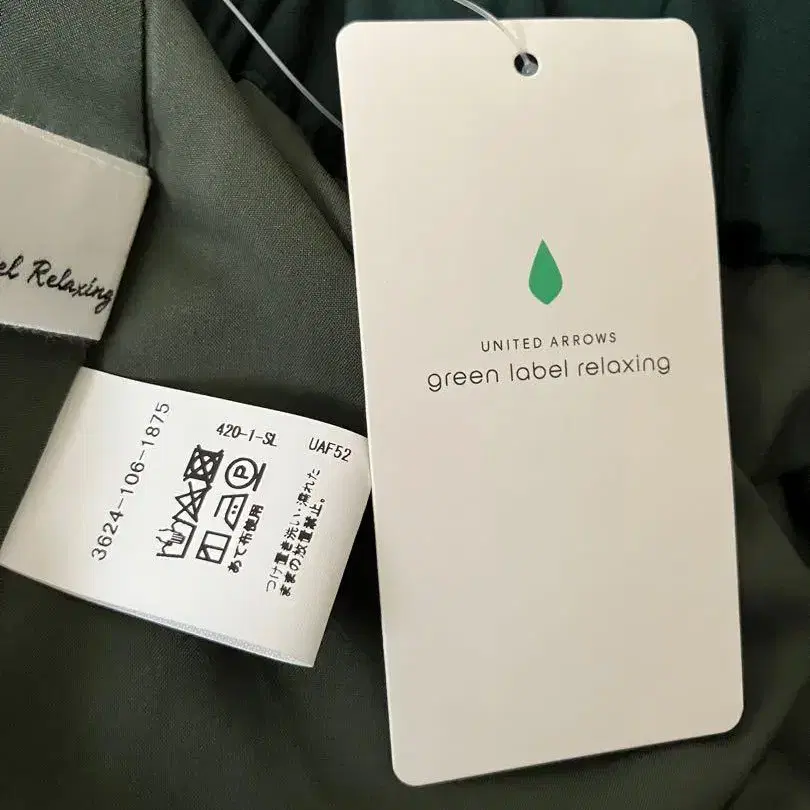 el Relaxing
3624-106-1875
420-1-SL UAF52
P
あて布使用
つけ置き洗い・濡れた
ままの放置禁止。
UNITED ARROWS
green label relaxing